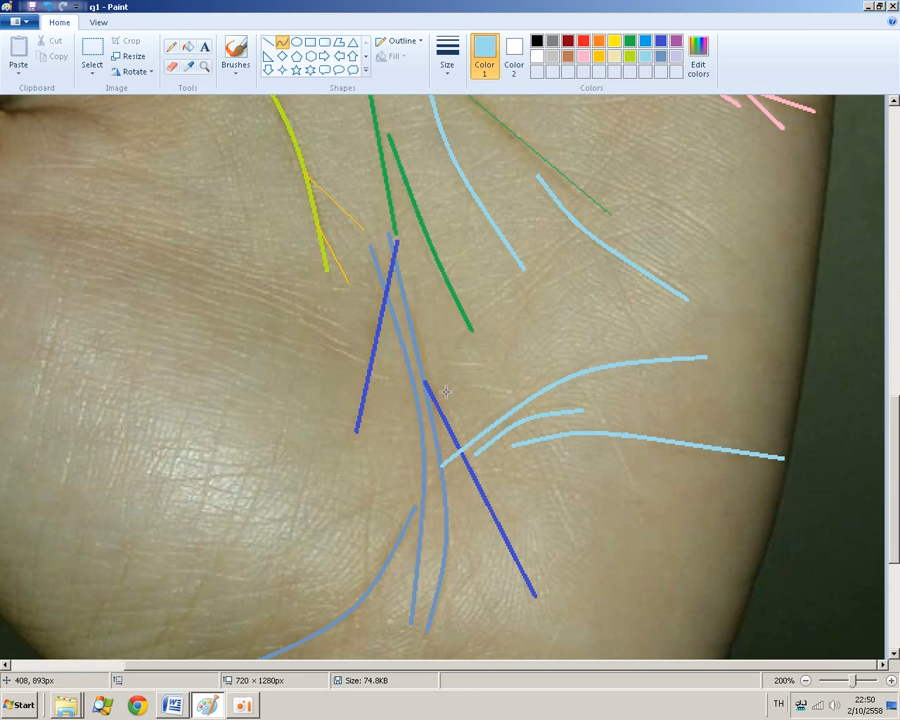 g1 - Paint
Home View
Paste
Cut
Copy
Clipboard
Select
Crop
Resize
Rotate
Image
A
Tools
Brushes
Outline
Fill
Shapes
Size
Color 1
Color 2
Edit colors
Colors
408, 893px
720 × 1280px
Size: 74.8KB
200%
Start
TH
22:50
2/10/2558